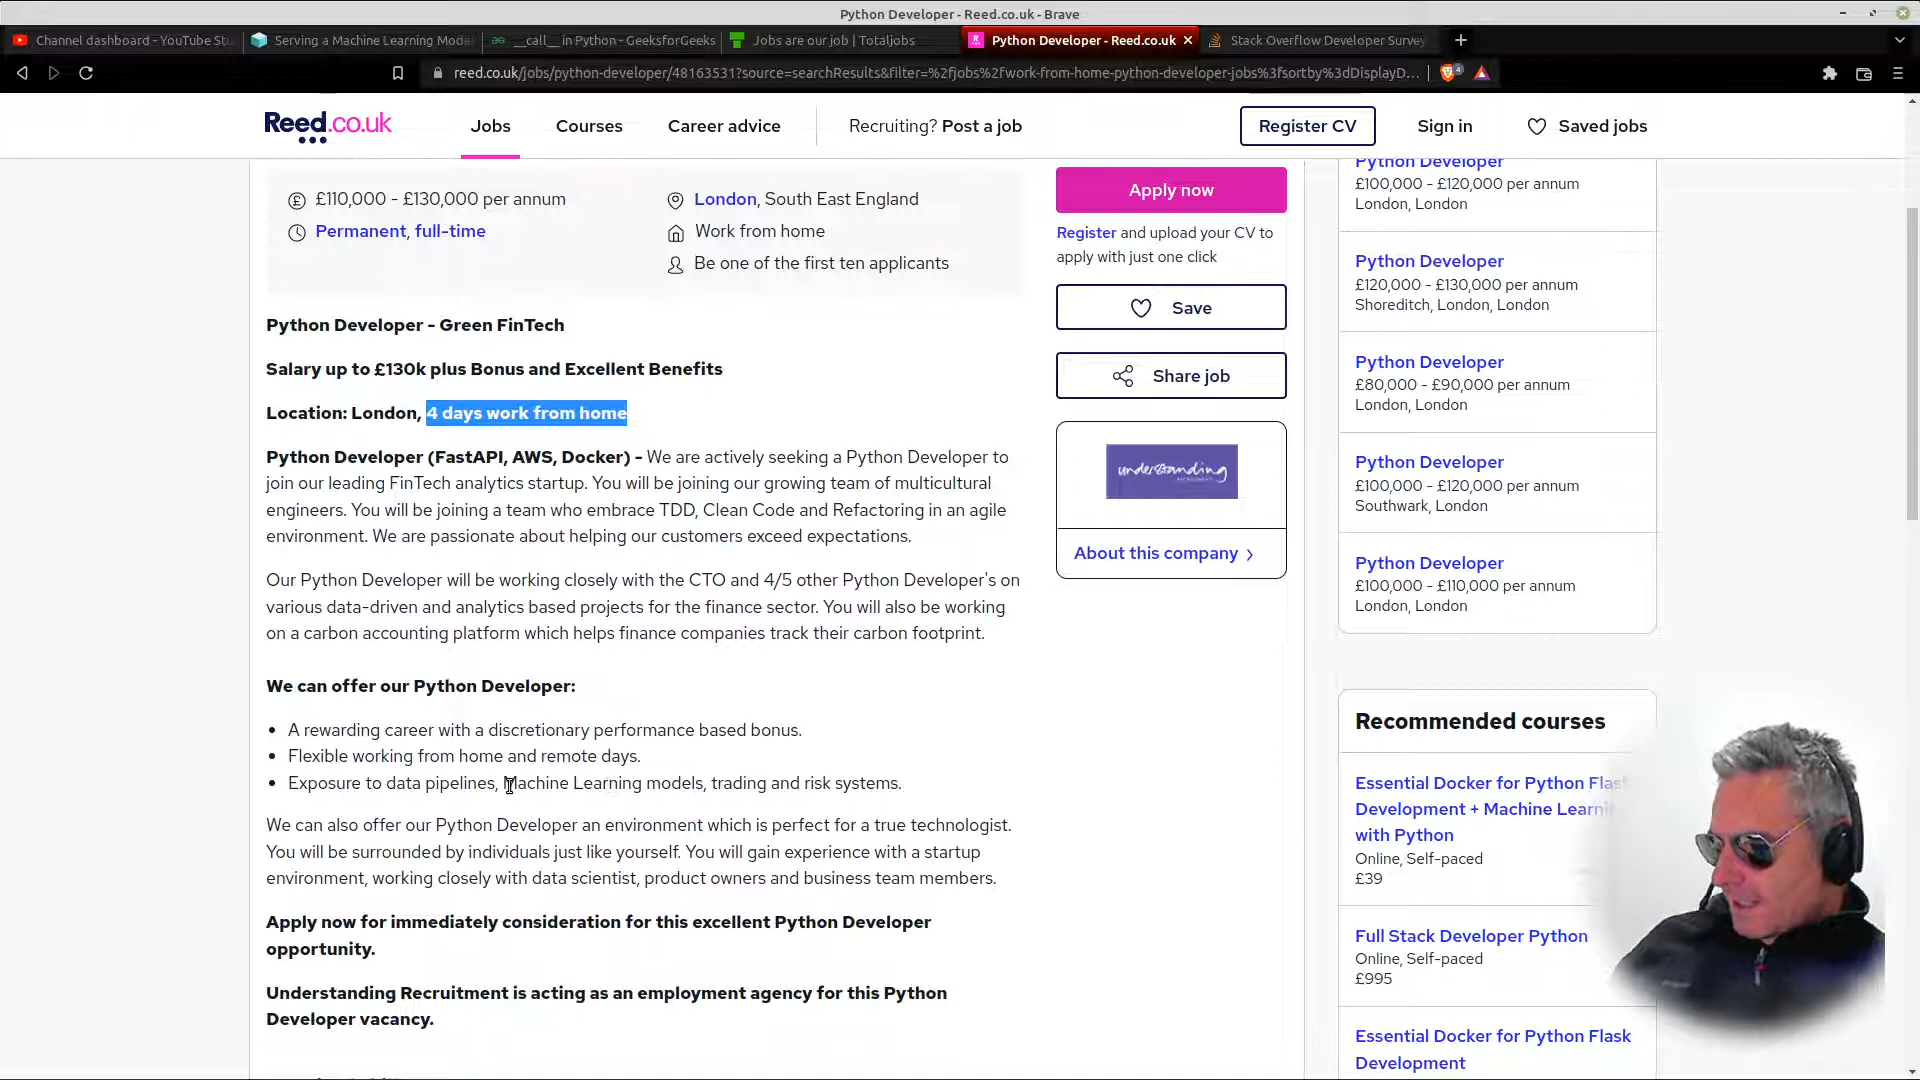 Python Developer - Reed.co.uk - Brave
Channel dashboard - YouTube Stu
Serving a Machine Learning Mode
__call__ in Python - GeeksforGeeks
Jobs are our job | Totaljobs
Python Developer - Reed.co.uk
Stack Overflow Developer Survey
reed.co.uk/jobs/python-developer/48163531?source=searchResults&filter=%2fjobs%2fwork-from-home-python-developer-jobs%3fsortby%3dDisplayD...
4
Reed.co.uk
Jobs
Courses
Career advice
Recruiting? Post a job
Register CV
Sign in
Saved jobs
£110,000 - £130,000 per annum
Permanent, full-time
London, South East England
Work from home
Be one of the first ten applicants
Python Developer - Green FinTech
Salary up to £130k plus Bonus and Excellent Benefits
Location: London, 4 days work from home
Python Developer (FastAPI, AWS, Docker) - We are actively seeking a Python Developer to
join our leading FinTech analytics startup. You will be joining our growing team of multicultural
engineers. You will be joining a team who embrace TDD, Clean Code and Refactoring in an agile
environment. We are passionate about helping our customers exceed expectations.
Our Python Developer will be working closely with the CTO and 4/5 other Python Developer's on
various data-driven and analytics based projects for the finance sector. You will also be working
on a carbon accounting platform which helps finance companies track their carbon footprint.
We can offer our Python Developer:
• A rewarding career with a discretionary performance based bonus.
• Flexible working from home and remote days.
• Exposure to data pipelines, Machine Learning models, trading and risk systems.
We can also offer our Python Developer an environment which is perfect for a true technologist.
You will be surrounded by individuals just like yourself. You will gain experience with a startup
environment, working closely with data scientist, product owners and business team members.
Apply now for immediately consideration for this excellent Python Developer
opportunity.
Understanding Recruitment is acting as an employment agency for this Python
Developer vacancy.
Apply now
Register and upload your CV to
apply with just one click
Save
Share job
understanding
RECRUITMENT
About this company
Python Developer
£100,000 - £120,000 per annum
London, London
Python Developer
£120,000 - £130,000 per annum
Shoreditch, London, London
Python Developer
£80,000 - £90,000 per annum
London, London
Python Developer
£100,000 - £120,000 per annum
Southwark, London
Python Developer
£100,000 - £110,000 per annum
London, London
Recommended courses
Essential Docker for Python Flas
Development + Machine Learni
with Python
Online, Self-paced
£39
Full Stack Developer Python
Online, Self-paced
£995
Essential Docker for Python Flask
Development